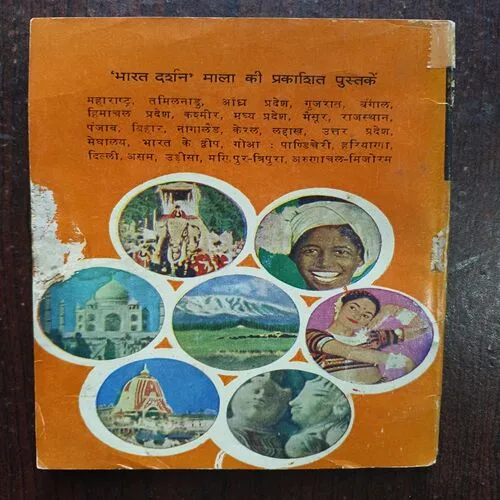 'भारत दर्शन' माला की प्रकाशित पुस्तकें
महाराष्ट्र, तमिलनाडु, आंध्र प्रदेश, गुजरात, बंगाल,
हिमाचल प्रदेश, कश्मीर, मध्य प्रदेश, मैसूर, राजस्थान,
पंजाब, बिहार, नागालैंड, केरल, लद्दाख, उत्तर प्रदेश,
मेघालय, भारत के द्वीप, गोआ : पाण्डिचेरी, हरियाणा,
दिल्ली, असम, उड़ीसा, मणिपुर-त्रिपुरा, अरुणाचल-मिजोरम